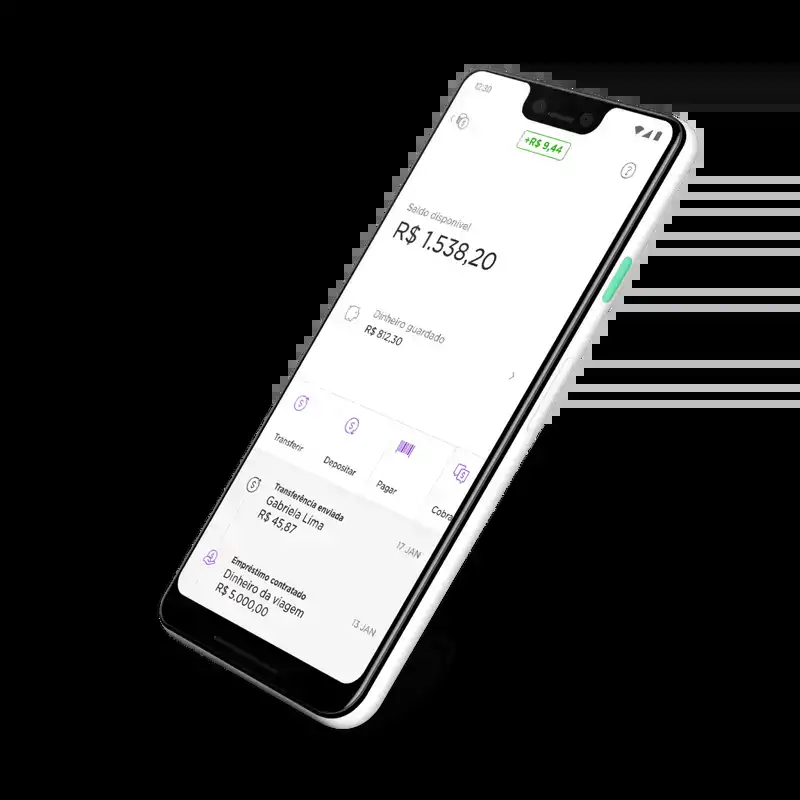 12:30
+R$ 9,44
?
Saldo disponível
R$ 1.538,20
Dinheiro guardado
R$ 812,30
Transferir
Depositar
Pagar
Cobra
Transferência enviada
Gabriela Lima
R$ 45,87
17 JAN
Empréstimo contratado
Dinheiro da viagem
R$ 5.000,00
13 JAN